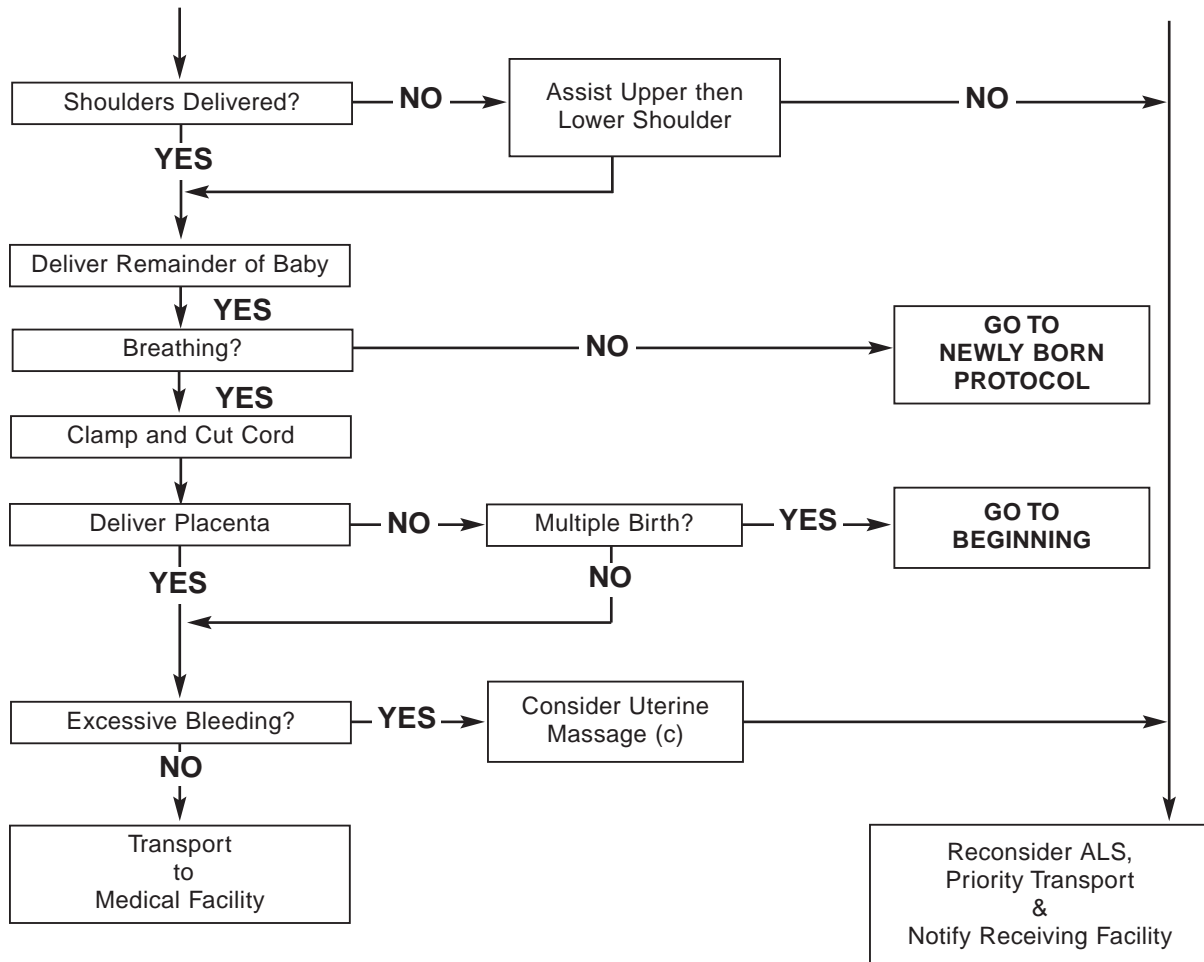 Shoulders Delivered?
NO
Assist Upper then
Lower Shoulder
NO
YES
Deliver Remainder of Baby
YES
Breathing?
NO
GO TO
NEWLY BORN
PROTOCOL
YES
Clamp and Cut Cord
Deliver Placenta
NO
Multiple Birth?
YES
GO TO
BEGINNING
YES
NO
Excessive Bleeding?
YES
Consider Uterine
Massage (c)
NO
Transport
to
Medical Facility
Reconsider ALS,
Priority Transport
&
Notify Receiving Facility